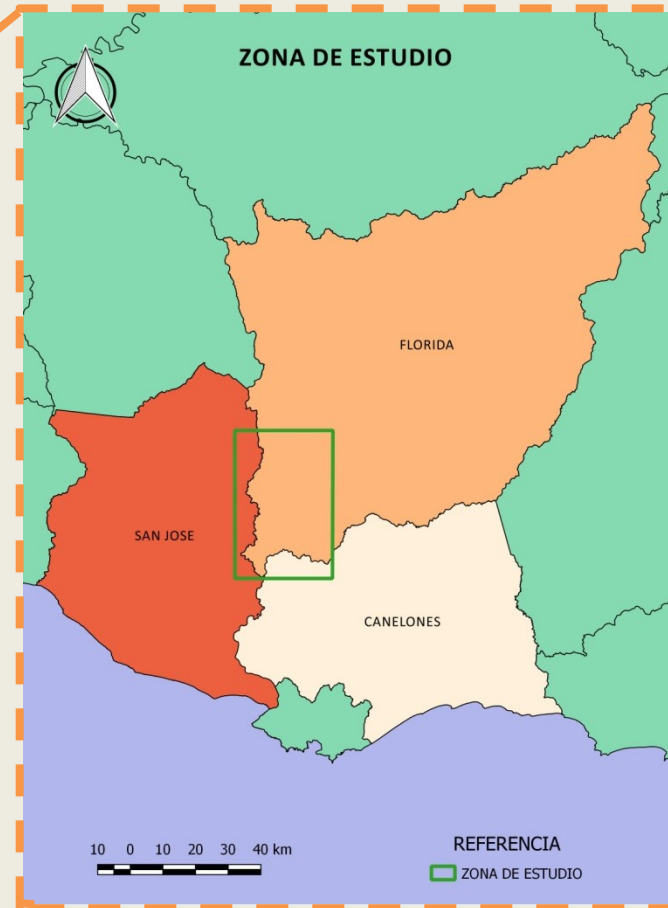 ZONA DE ESTUDIO
FLORIDA
SAN JOSE
CANELONES
10 0 10 20 30 40 km
REFERENCIA
ZONA DE ESTUDIO